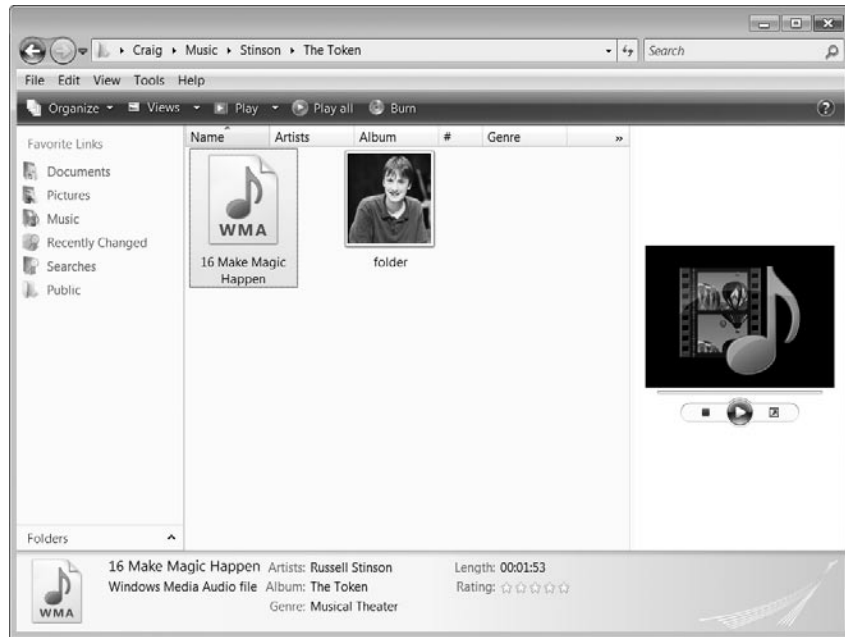 Craig ▸ Music ▸ Stinson ▸ The Token
Search
File Edit View Tools Help
Organize Views Play Play all Burn
?
Favorite Links
Documents
Pictures
Music
Recently Changed
Searches
Public
Folders
Name Artists Album # Genre »
WMA
16 Make Magic
Happen
folder
16 Make Magic Happen Artists: Russell Stinson Length: 00:01:53
Windows Media Audio file Album: The Token Rating: ☆☆☆☆☆
Genre: Musical Theater
WMA